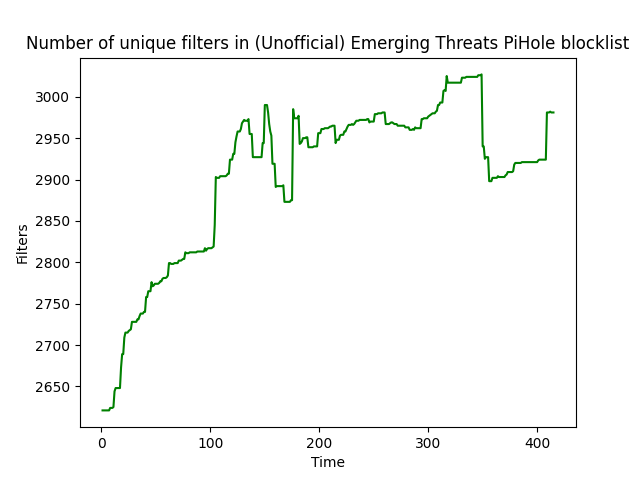 Number of unique filters in (Unofficial) Emerging Threats PiHole blocklist
3000
2950
2900
2850
2800
2750
2700
2650
Filters
0 100 200 300 400
Time